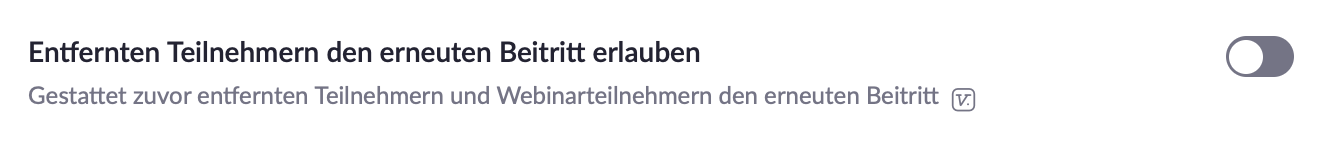 Entfernten Teilnehmern den erneuten Beitritt erlauben
Gestattet zuvor entfernten Teilnehmern und Webinarteilnehmern den erneuten Beitritt